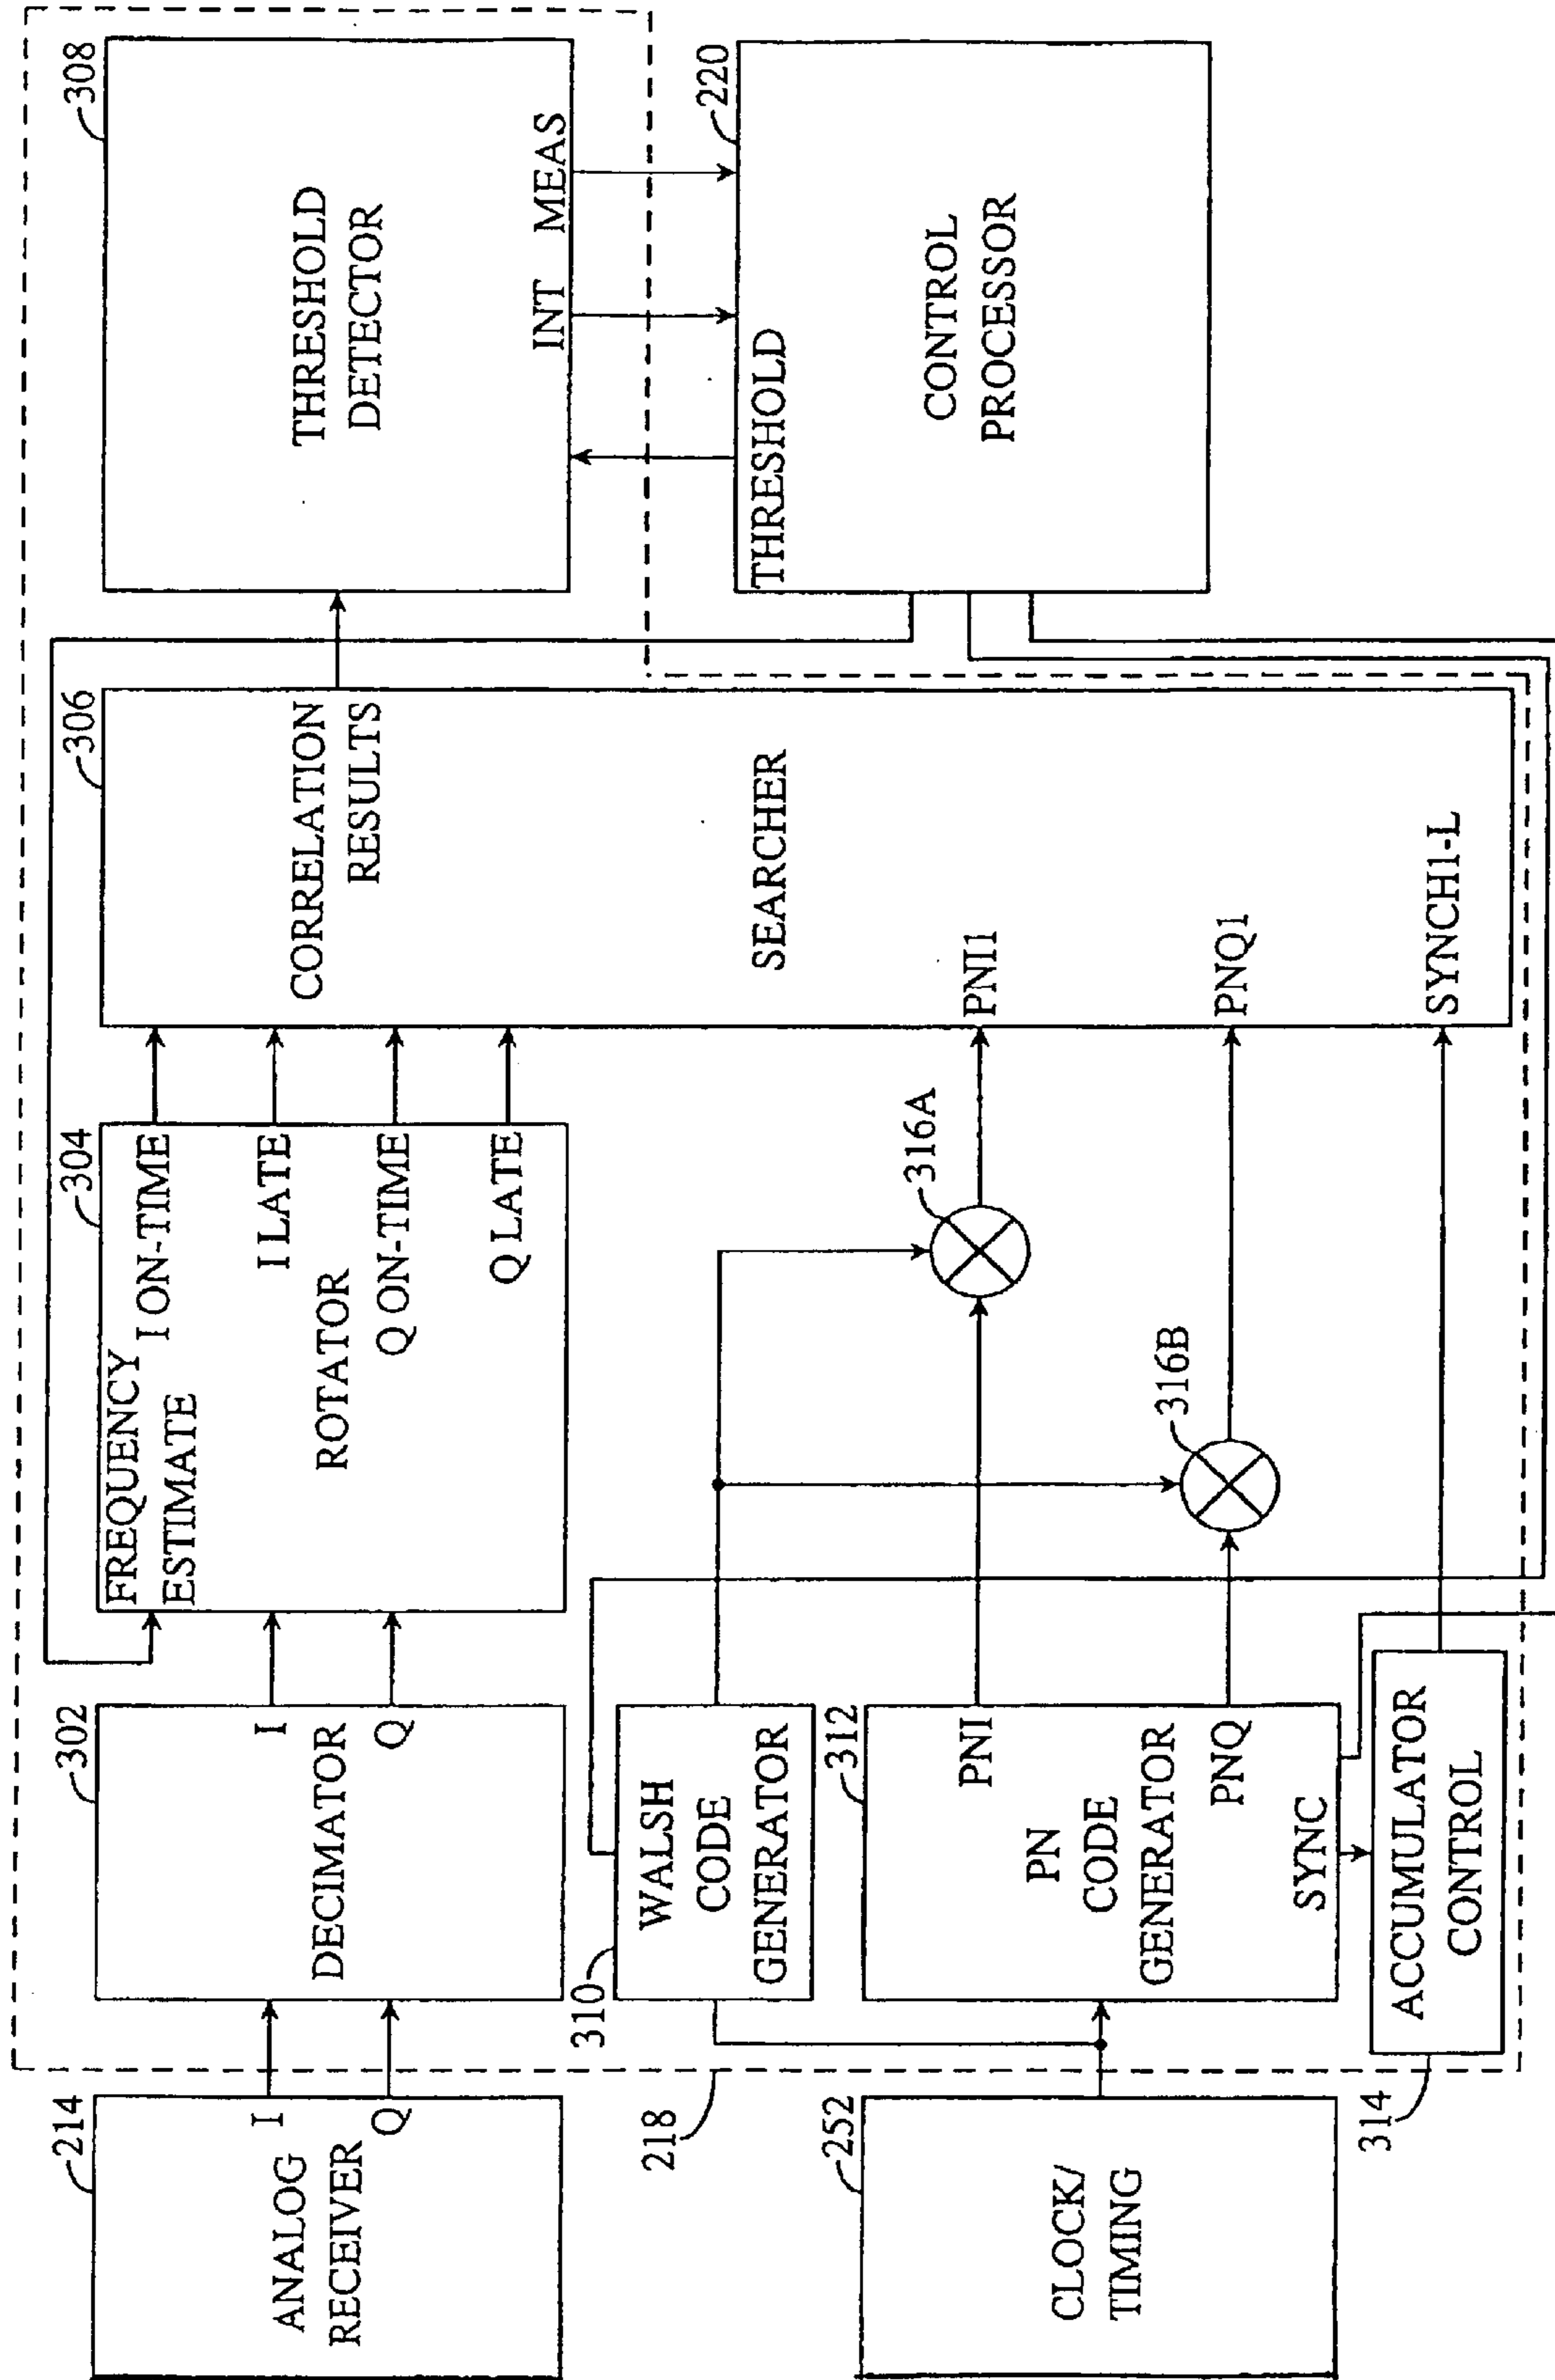 214
ANALOG
RECEIVER
I
Q
302
DECIMATOR
I
Q
304
FREQUENCY
ESTIMATE
I ON-TIME
I LATE
ROTATOR
Q ON-TIME
Q LATE
306
CORRELATION
RESULTS
SEARCHER
PNI1
PNQ1
SYNCH1-L
308
THRESHOLD
DETECTOR
INT
MEAS
220
THRESHOLD
CONTROL
PROCESSOR
218
310
WALSH
CODE
GENERATOR
316A
316B
252
CLOCK/
TIMING
312
PNI
PN
CODE
GENERATOR
PNQ
SYNC
314
ACCUMULATOR
CONTROL